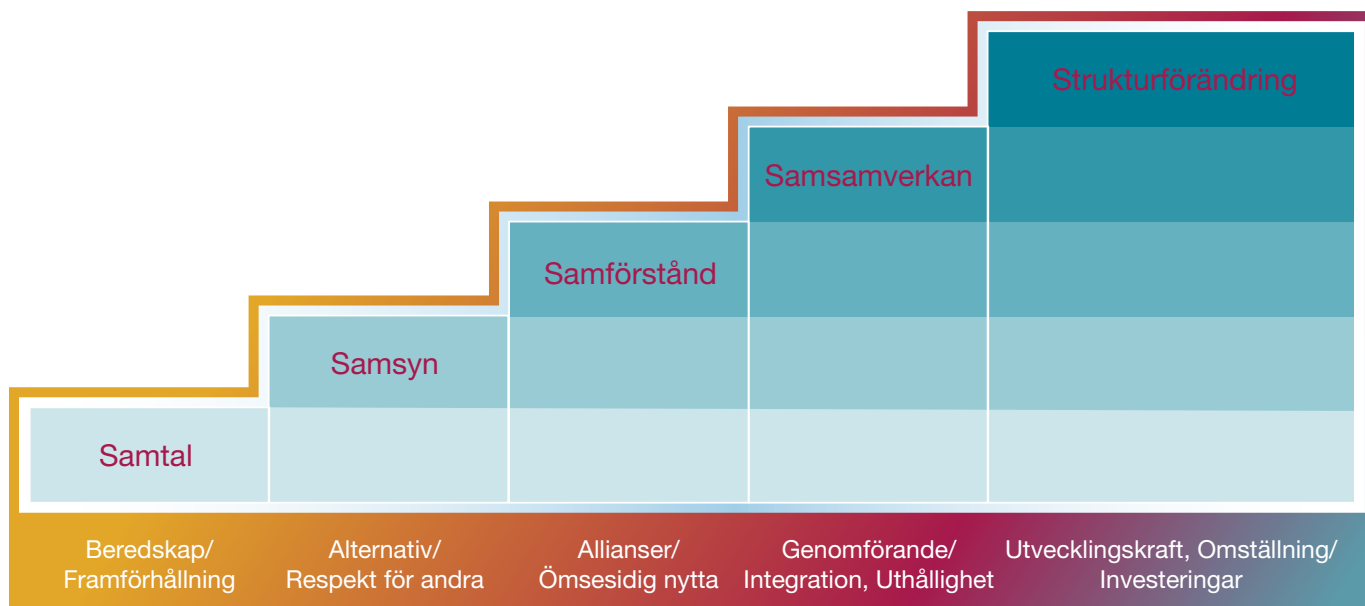 Strukturförändring
Samsamverkan
Samförstånd
Samsyn
Samtal
Beredskap/
Framförhållning
Alternativ/
Respekt för andra
Allianser/
Ömsesidig nytta
Genomförande/
Integration, Uthållighet
Utvecklingskraft, Omställning/
Investeringar